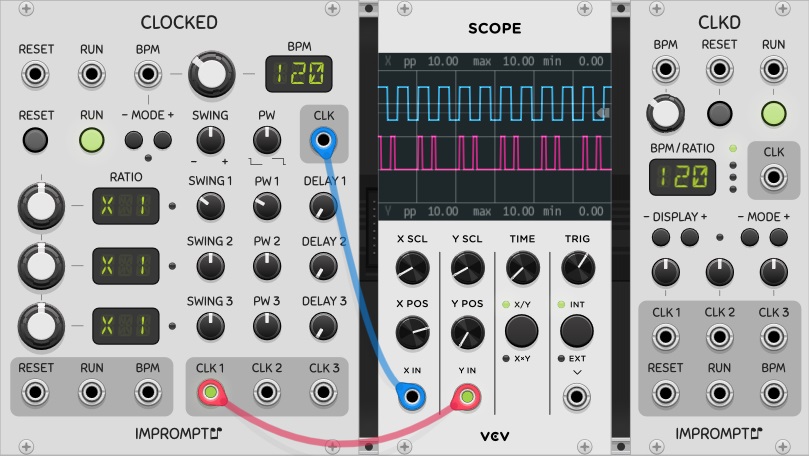 CLOCKED
RESET RUN BPM BPM
120
RESET RUN - MODE + SWING PW CLK
- +
RATIO
X 1 SWING 1 PW 1 DELAY 1
X 1 SWING 2 PW 2 DELAY 2
X 1 SWING 3 PW 3 DELAY 3
RESET RUN BPM CLK 1 CLK 2 CLK 3
IMPROMPT
SCOPE
X pp 10.00 max 10.00 min 0.00
Y pp 10.00 max 10.00 min 0.00
X SCL Y SCL TIME TRIG
X POS Y POS X/Y INT
X×Y EXT
X IN Y IN
VCV
CLKD
BPM RESET RUN
BPM/RATIO CLK
120
- DISPLAY + - MODE +
CLK 1 CLK 2 CLK 3
RESET RUN BPM
IMPROMPT